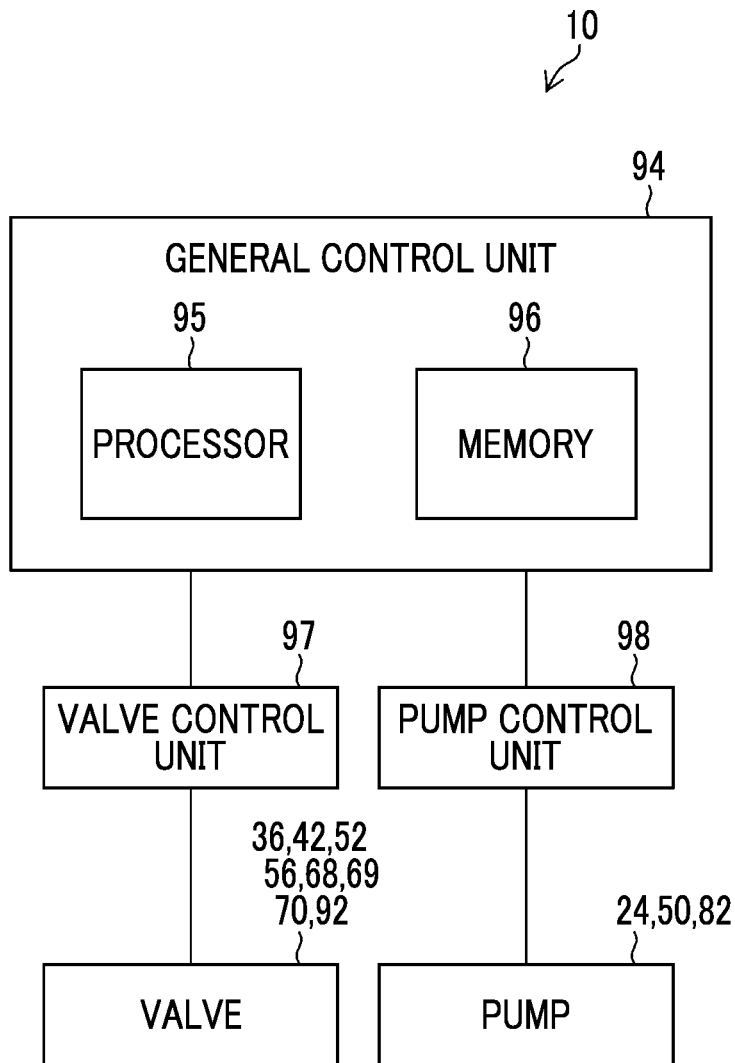 10
94
GENERAL CONTROL UNIT
95
96
PROCESSOR
MEMORY
97
98
VALVE CONTROL
UNIT
PUMP CONTROL
UNIT
36,42,52
56,68,69
70,92
24,50,82
VALVE
PUMP